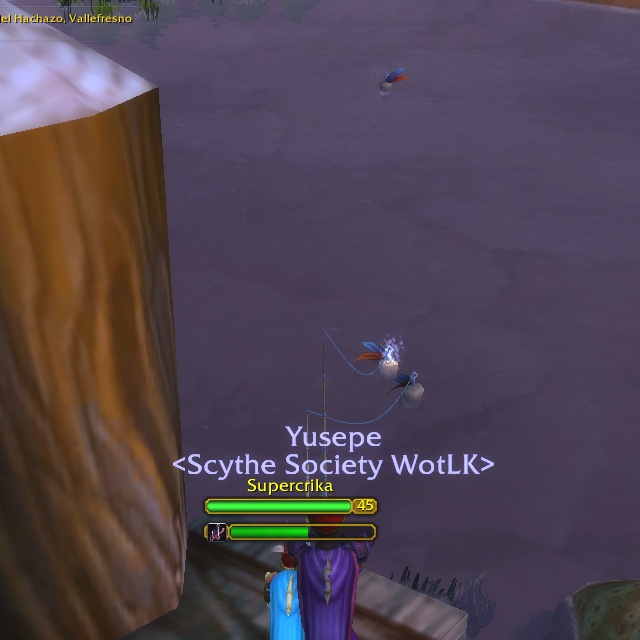 el Hachazo, Vallefresno
Yusepe
<Scythe Society WotLK>
Supercrika
45